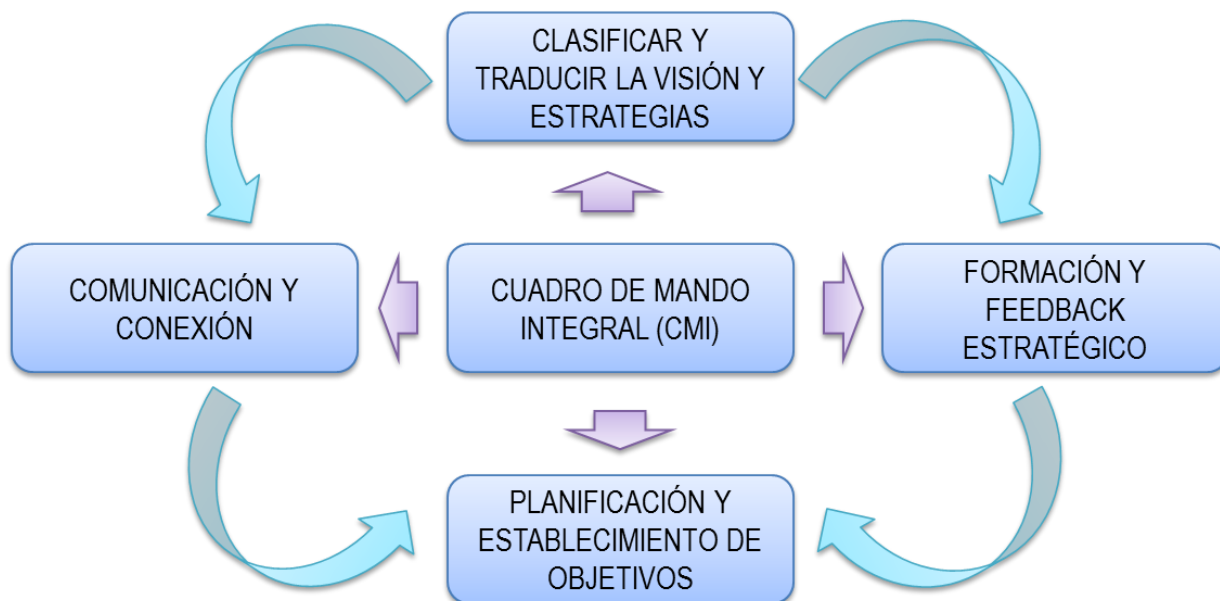 CLASIFICAR Y
TRADUCIR LA VISIÓN Y
ESTRATEGIAS
COMUNICACIÓN Y
CONEXIÓN
CUADRO DE MANDO
INTEGRAL (CMI)
FORMACIÓN Y
FEEDBACK
ESTRATÉGICO
PLANIFICACIÓN Y
ESTABLECIMIENTO DE
OBJETIVOS